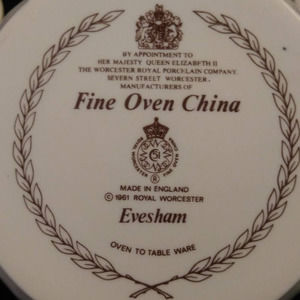 BY APPOINTMENT TO
HER MAJESTY QUEEN ELIZABETH II
THE WORCESTER ROYAL PORCELAIN COMPANY.
SEVERN STREET WORCESTER.
MANUFACTURERS OF
Fine Oven China
®
MADE IN ENGLAND
© 1961 ROYAL WORCESTER
Evesham
OVEN TO TABLE WARE